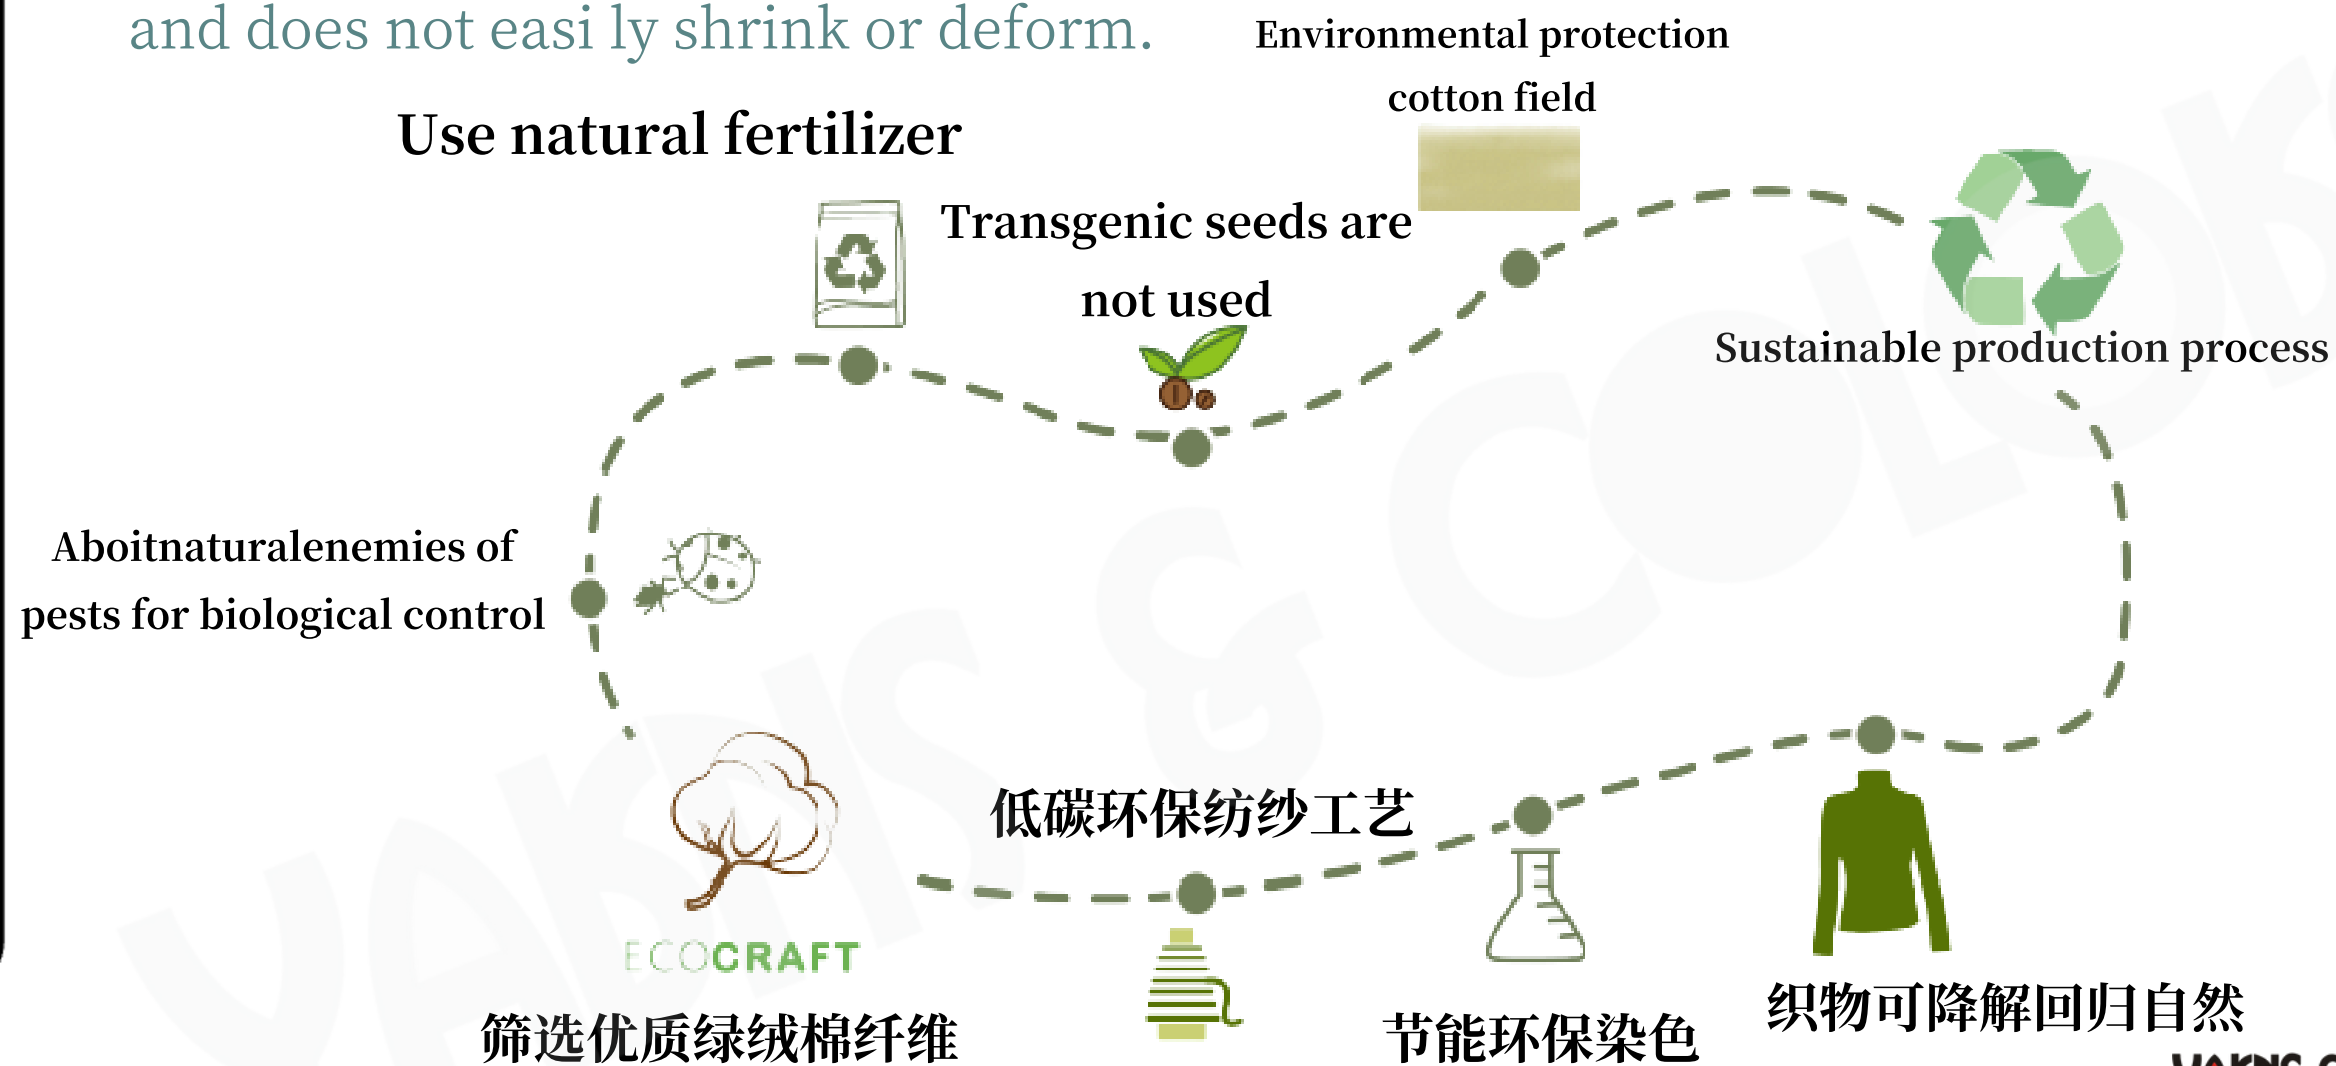 and does not easi ly shrink or deform.
Environmental protection
cotton field
Use natural fertilizer
Transgenic seeds are
not used
Sustainable production process
Aboitnaturalenemies of
pests for biological control
低碳环保纺纱工艺
ECOCRAFT
筛选优质绿绒棉纤维
节能环保染色
织物可降解回归自然
YARNS & COLORS